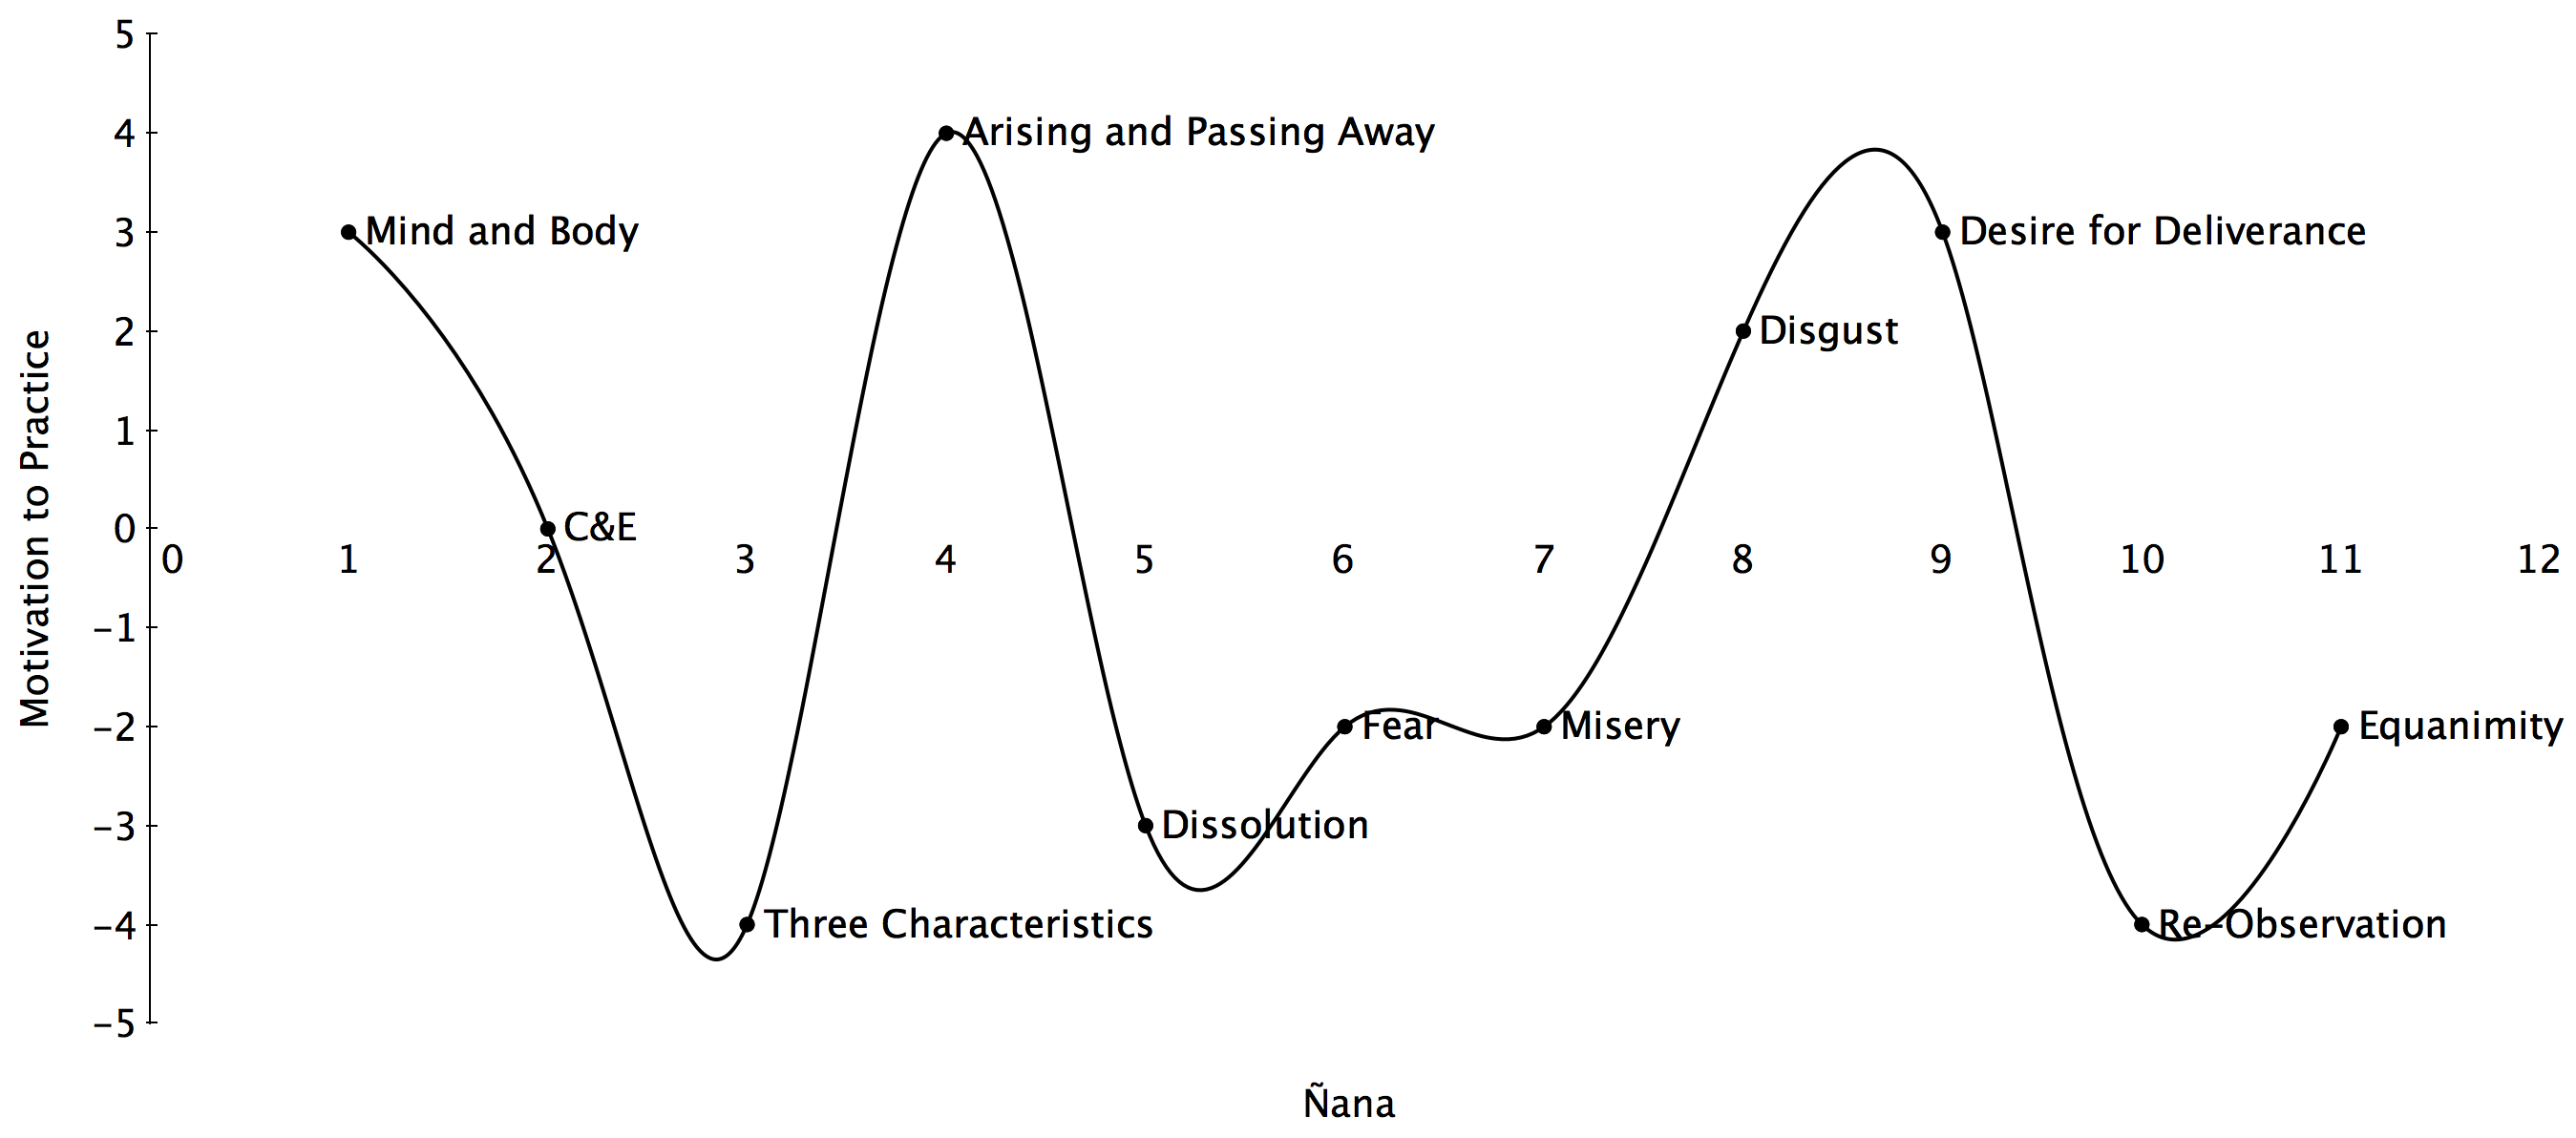 5
4
Arising and Passing Away
3
Mind and Body
Desire for Deliverance
2
Disgust
1
0
C&E
0 1 2 3 4 5 6 7 8 9 10 11 12
−1
−2
Fear
Misery
Equanimity
−3
Dissolution
−4
Three Characteristics
Re-Observation
−5
Motivation to Practice
Ñana